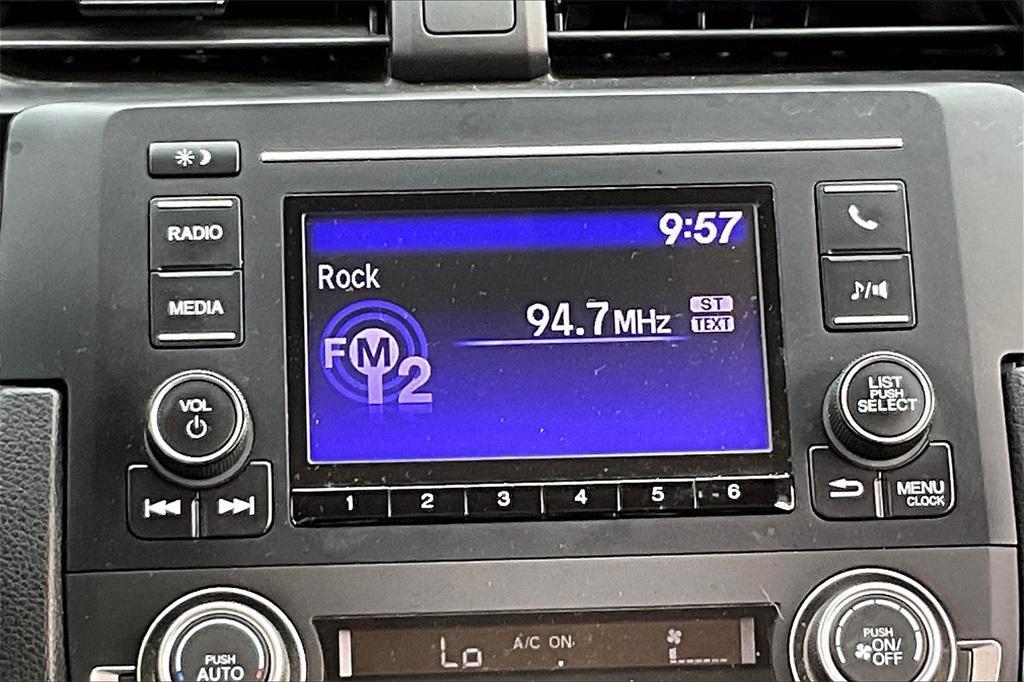 9:57
RADIO
Rock
MEDIA
94.7MHz
ST
TEXT
FM2
VOL
LIST
PUSH
SELECT
1 2 3 4 5 6
MENU
CLOCK
Lo
A/C ON
PUSH
AUTO
PUSH
ON/
OFF